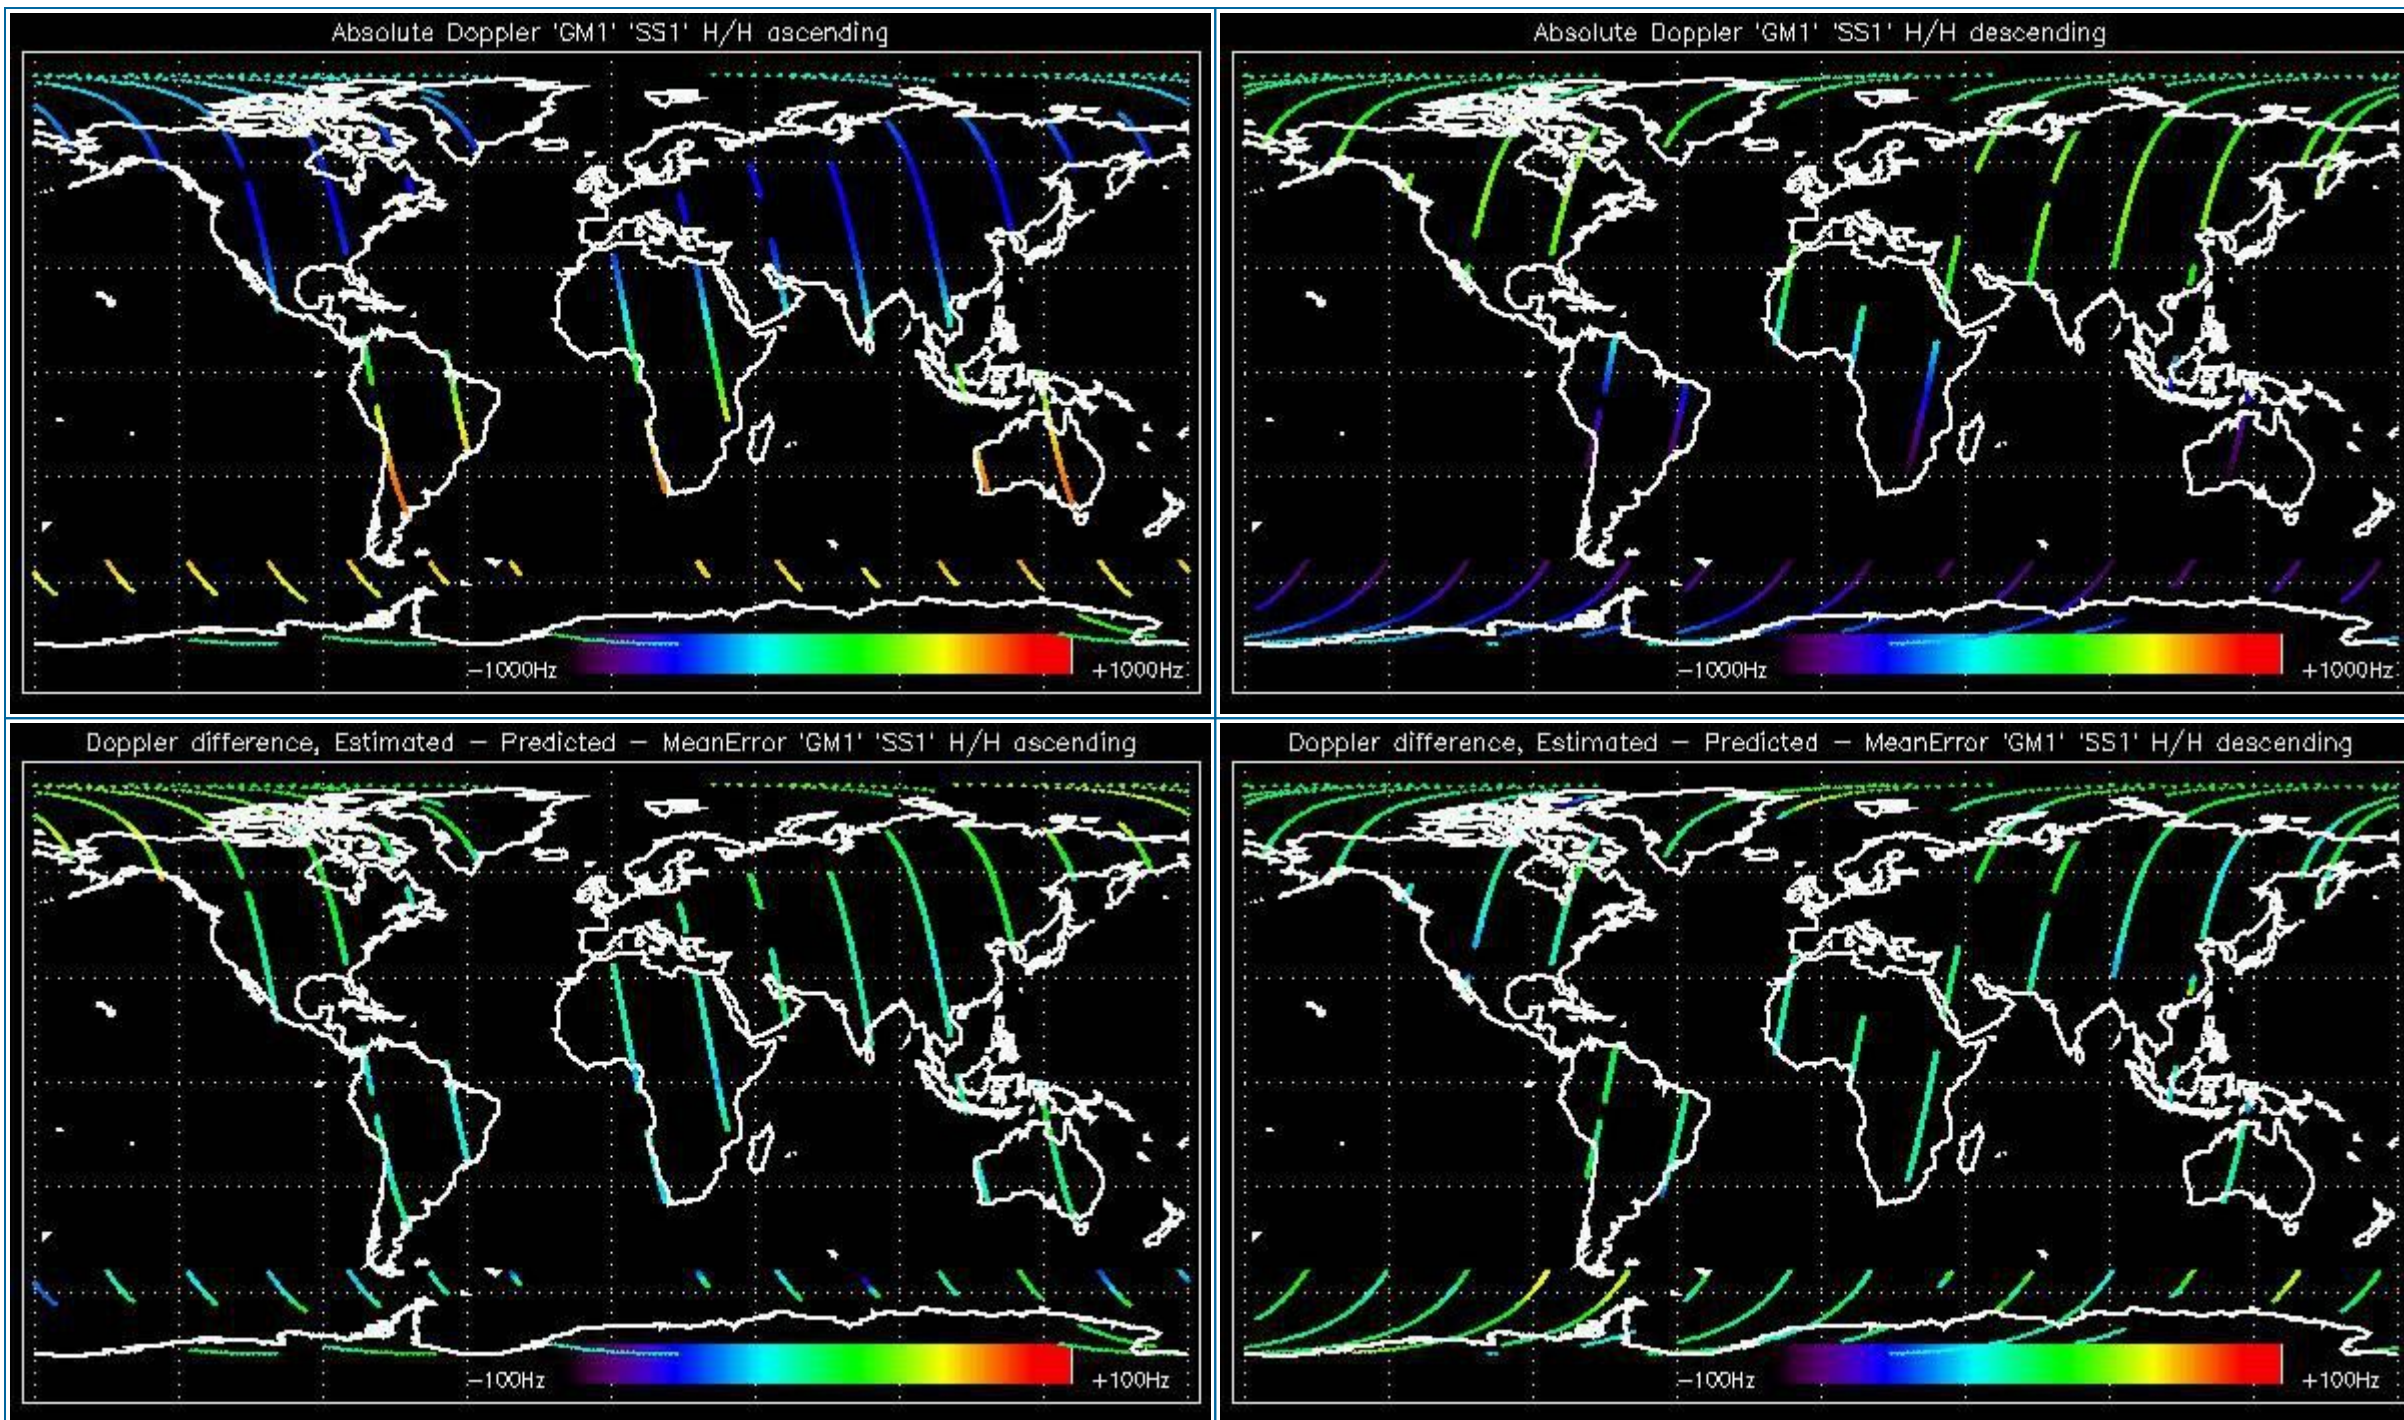 Absolute Doppler 'GM1' 'SS1' H/H ascending
-1000Hz
+1000Hz
Absolute Doppler 'GM1' 'SS1' H/H descending
-1000Hz
+1000Hz
Doppler difference, Estimated - Predicted - MeanError 'GM1' 'SS1' H/H ascending
-100Hz
+100Hz
Doppler difference, Estimated - Predicted - MeanError 'GM1' 'SS1' H/H descending
-100Hz
+100Hz